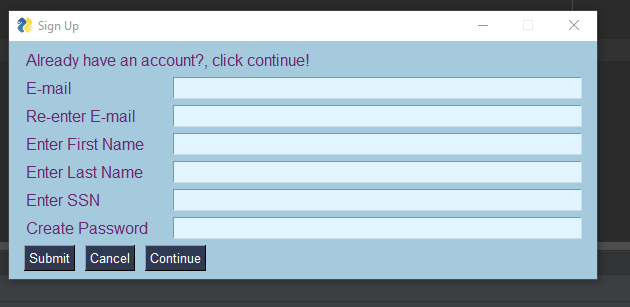 Sign Up
Already have an account?, click continue!
E-mail
Re-enter E-mail
Enter First Name
Enter Last Name
Enter SSN
Create Password
Submit Cancel Continue